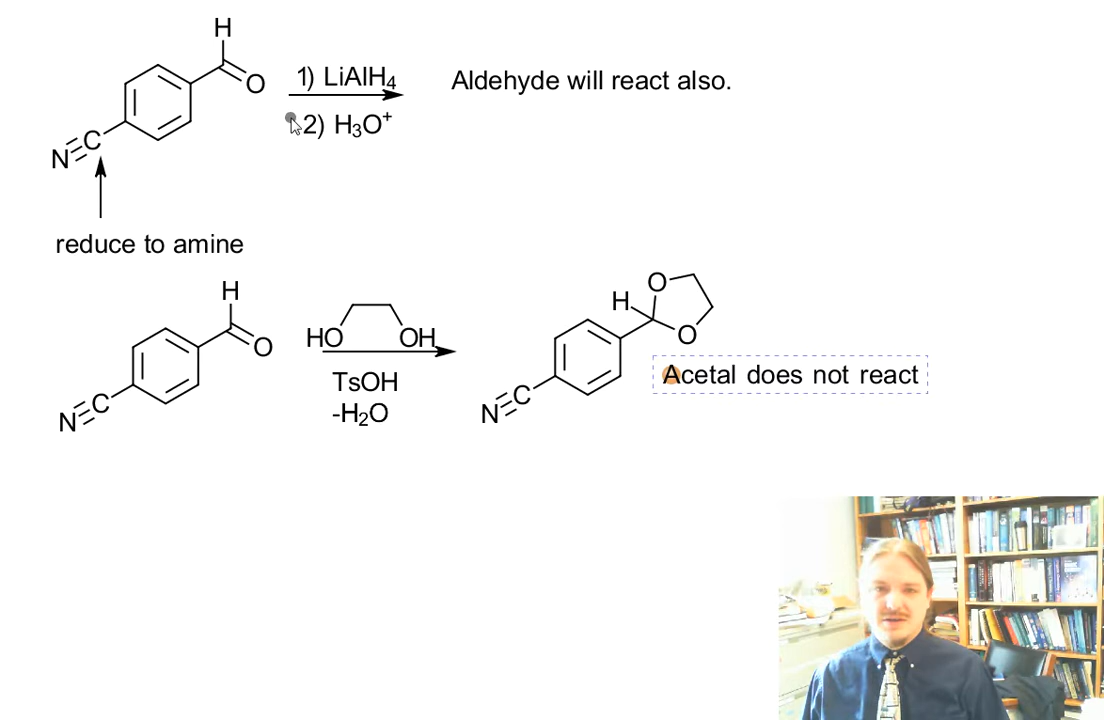 H
O
N
C
1) LiAlH4
2) H3O+
Aldehyde will react also.
reduce to amine
H
O
N
C
HO
OH
TsOH
-H2O
H
O
O
N
C
Acetal does not react